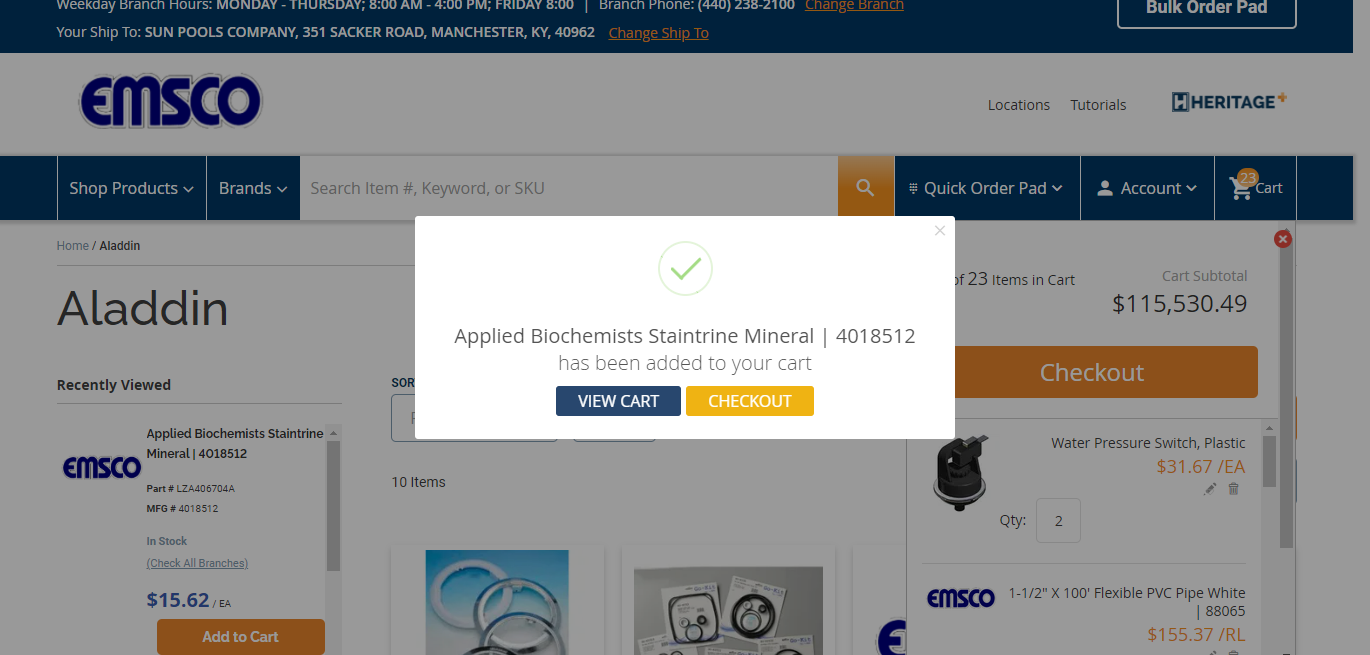 Weekday Branch Hours: MONDAY - THURSDAY; 8:00 AM - 4:00 PM; FRIDAY 8:00 | Branch Phone: (440) 238-2100 Change Branch
Bulk Order Pad
Your Ship To: SUN POOLS COMPANY, 351 SACKER ROAD, MANCHESTER, KY, 40962 Change Ship To
EMSCO
Locations Tutorials HERITAGE+
Shop Products Brands Search Item #, Keyword, or SKU Quick Order Pad Account 23 Cart
Home / Aladdin
Aladdin
of 23 Items in Cart
Cart Subtotal
$115,530.49
Checkout
Applied Biochemists Staintrine Mineral | 4018512
has been added to your cart
VIEW CART CHECKOUT
Recently Viewed
SOR
Applied Biochemists Staintrine
Mineral | 4018512
EMSCO
Part # LZA406704A
MFG # 4018512
In Stock
(Check All Branches)
$15.62 / EA
Add to Cart
10 Items
Water Pressure Switch, Plastic
$31.67 /EA
Qty: 2
EMSCO
1-1/2" X 100' Flexible PVC Pipe White
| 88065
$155.37 /RL